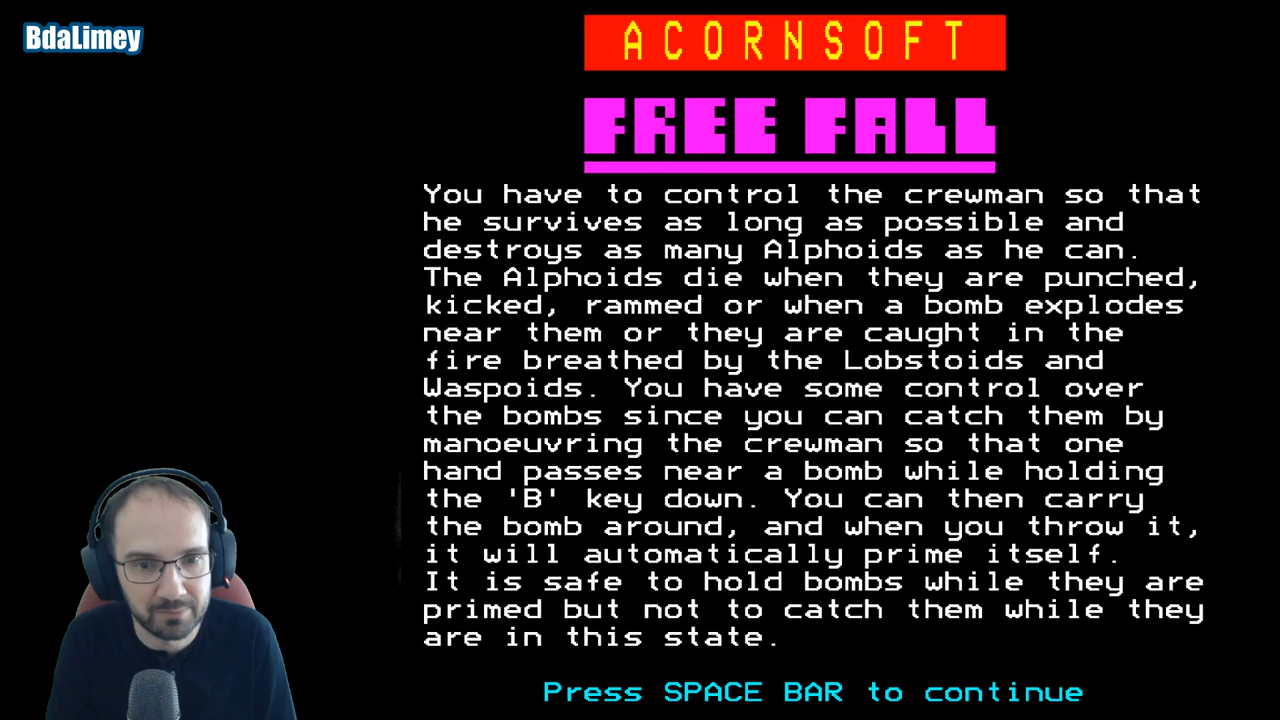 BdaLimey
ACORNSOFT
FREE FALL
You have to control the crewman so that
he survives as long as possible and
destroys as many Alphoids as he can.
The Alphoids die when they are punched,
kicked, rammed or when a bomb explodes
near them or they are caught in the
fire breathed by the Lobstoids and
Waspoids. You have some control over
the bombs since you can catch them by
manoeuvring the crewman so that one
hand passes near a bomb while holding
the 'B' key down. You can then carry
the bomb around, and when you throw it,
it will automatically prime itself.
It is safe to hold bombs while they are
primed but not to catch them while they
are in this state.
Press SPACE BAR to continue